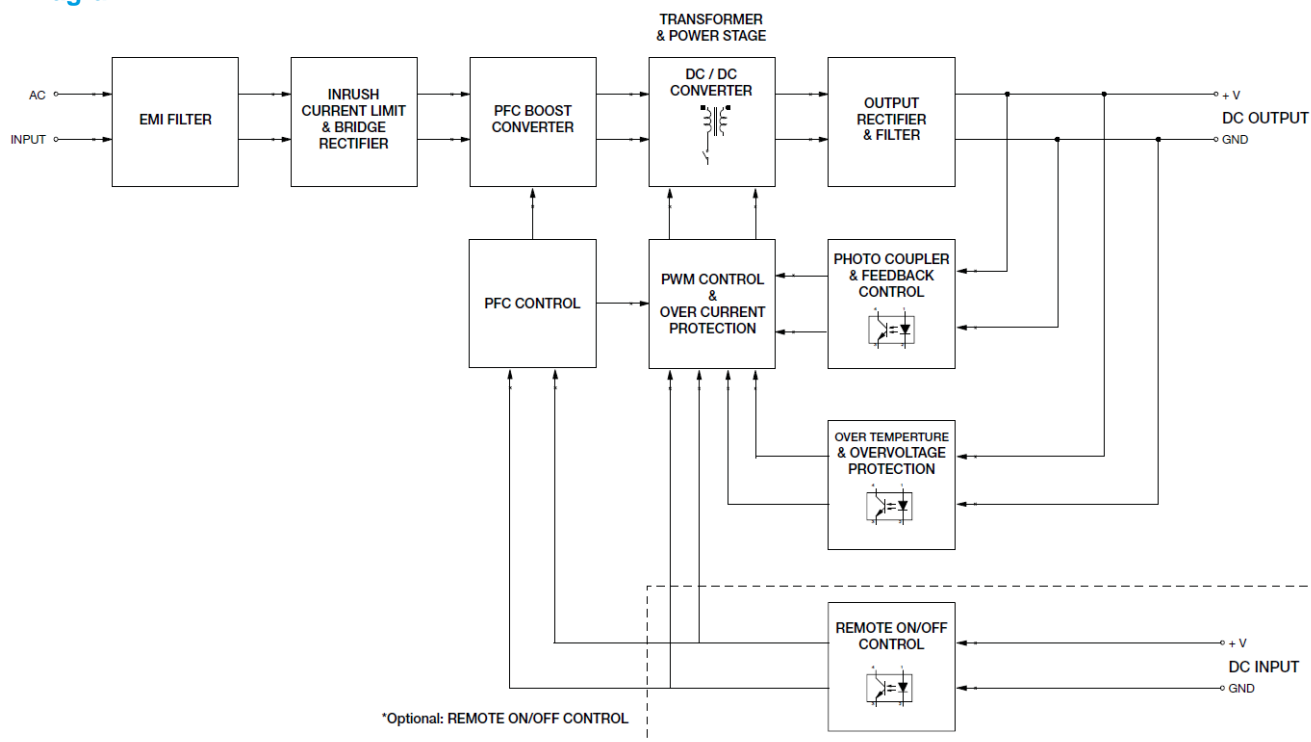 TRANSFORMER
& POWER STAGE
AC
INPUT
EMI FILTER
INRUSH
CURRENT LIMIT
& BRIDGE
RECTIFIER
PFC BOOST
CONVERTER
DC / DC
CONVERTER
OUTPUT
RECTIFIER
& FILTER
+ V
DC OUTPUT
GND
PFC CONTROL
PWM CONTROL
&
OVER CURRENT
PROTECTION
PHOTO COUPLER
& FEEDBACK
CONTROL
OVER TEMPERTURE
& OVERVOLTAGE
PROTECTION
REMOTE ON/OFF
CONTROL
+ V
DC INPUT
GND
*Optional: REMOTE ON/OFF CONTROL